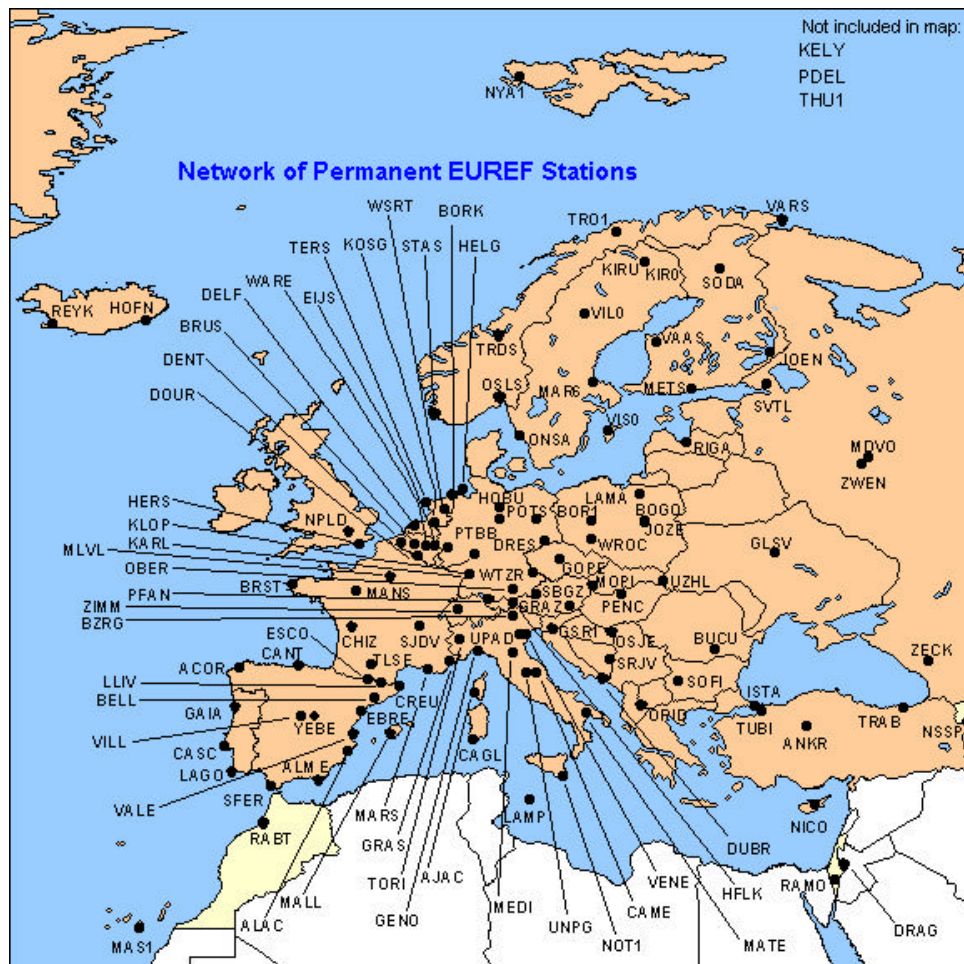 Not included in map:
KELY
PDEL
THU1
NYA1
Network of Permanent EUREF Stations
WSRT
BORK
VARS
KOSG
STAS
TRO1
TERS
HELG
WARE
KIRU
KIR0
EIJS
SODA
DELF
REYK
HOFN
VIL0
BRUS
TRDS
VAAS
DENT
JOEN
OSLS
MAR6
METS
DOUR
SVTL
VIS0
ONSA
RIGA
MDVO
ZWEN
HERS
HOBU
LAMA
NPLD
POTS
BOR1
BOGO
KLOP
JOZE
KARL
PTBB
DRES
WROC
GLSV
MLVL
OBER
WTZR
GOPE
MOPI
UZHL
BRST
MANS
SBGZ
PFAN
PENC
GRAZ
ZIMM
BZRG
ESCO
CHIZ
SJDV
UPAD
GSR1
OSJE
BUCU
CANT
ACOR
TLSE
SRJV
ZECK
LLIV
SOFI
BELL
CREU
ISTA
GAIA
EBRE
ORID
TRAB
YEBE
TUBI
ANKR
NSSP
VILL
CASC
CAGL
LAGO
ALME
SFER
VALE
NICO
MARS
LAMP
RABT
GRAS
DUBR
AJAC
TORI
VENE
HFLK
RAMO
MALL
MEDI
CAME
ALAC
GENO
UNPG
DRAG
MAS1
NOT1
MATE